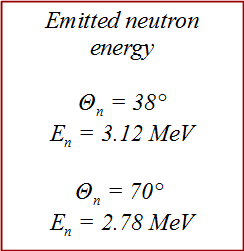 Emitted neutron
energy
Θn = 38°
En = 3.12 MeV
Θn = 70°
En = 2.78 MeV